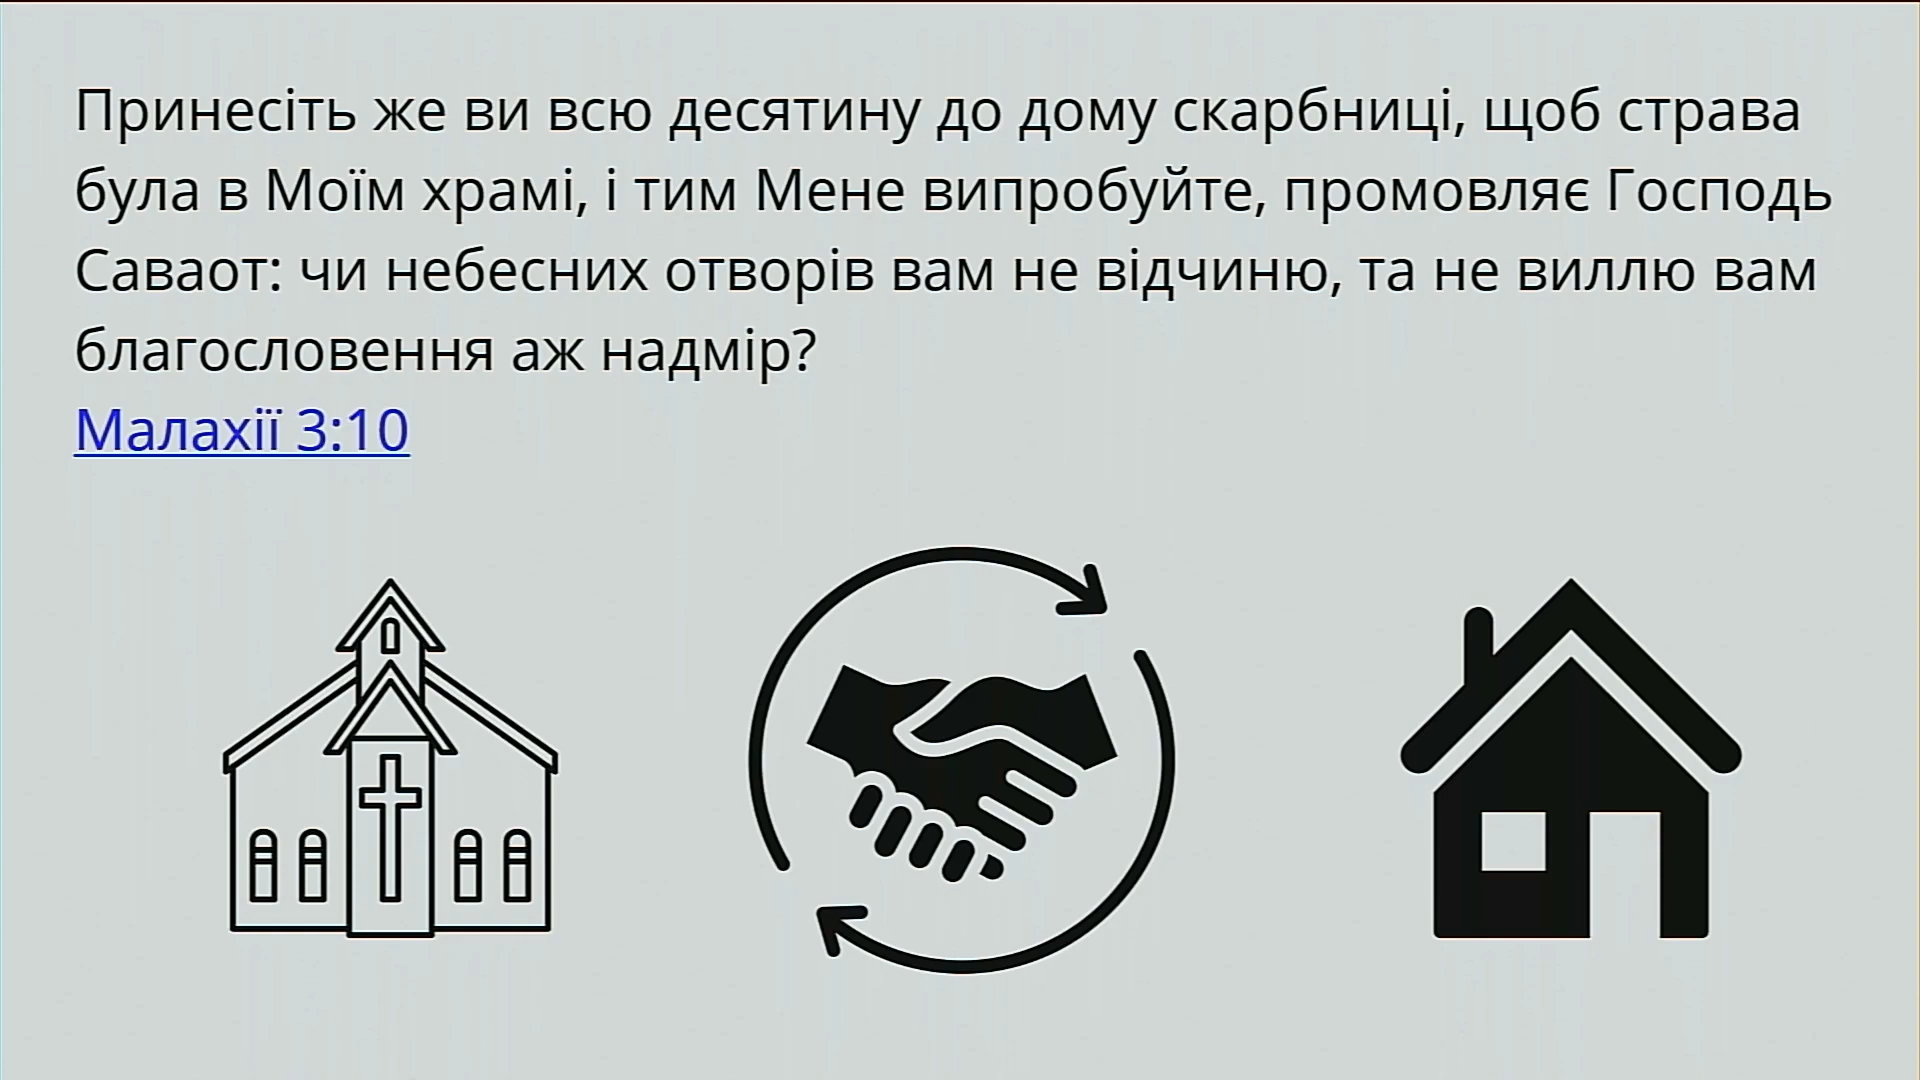 Принесіть же ви всю десятину до дому скарбниці, щоб страва
була в Моїм храмі, і тим Мене випробуйте, промовляє Господь
Саваот: чи небесних отворів вам не відчиню, та не виллю вам
благословення аж надмір?
Малахії 3:10